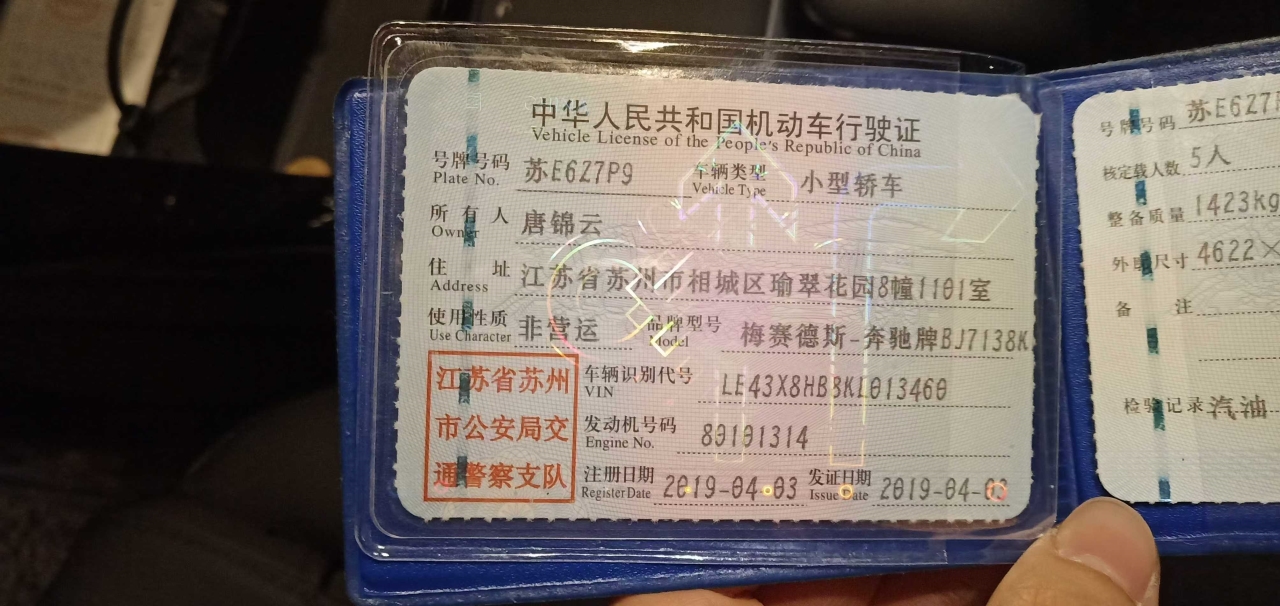 中华人民共和国机动车行驶证
Vehicle License of the People's Republic of China
号牌号码 苏E6Z7P9 车辆类型 小型轿车
Plate No. Vehicle Type
所有人 唐锦云
Owner
住址 江苏省苏州市相城区瑜翠花园8幢1101室
Address
使用性质 非营运 品牌型号 梅赛德斯-奔驰牌BJ7138K
Use Character Model
江苏省苏州
市公安局交
通警察支队
车辆识别代号 LE43X8HB8KL013460
VIN
发动机号码 80101314
Engine No.
注册日期 2019-04-03 发证日期 2019-04-03
Register Date Issue Date
号牌号码 苏E6Z7
核定载人数 5人
整备质量 1423kg
外廓尺寸 4622×
备注
检验记录 汽油